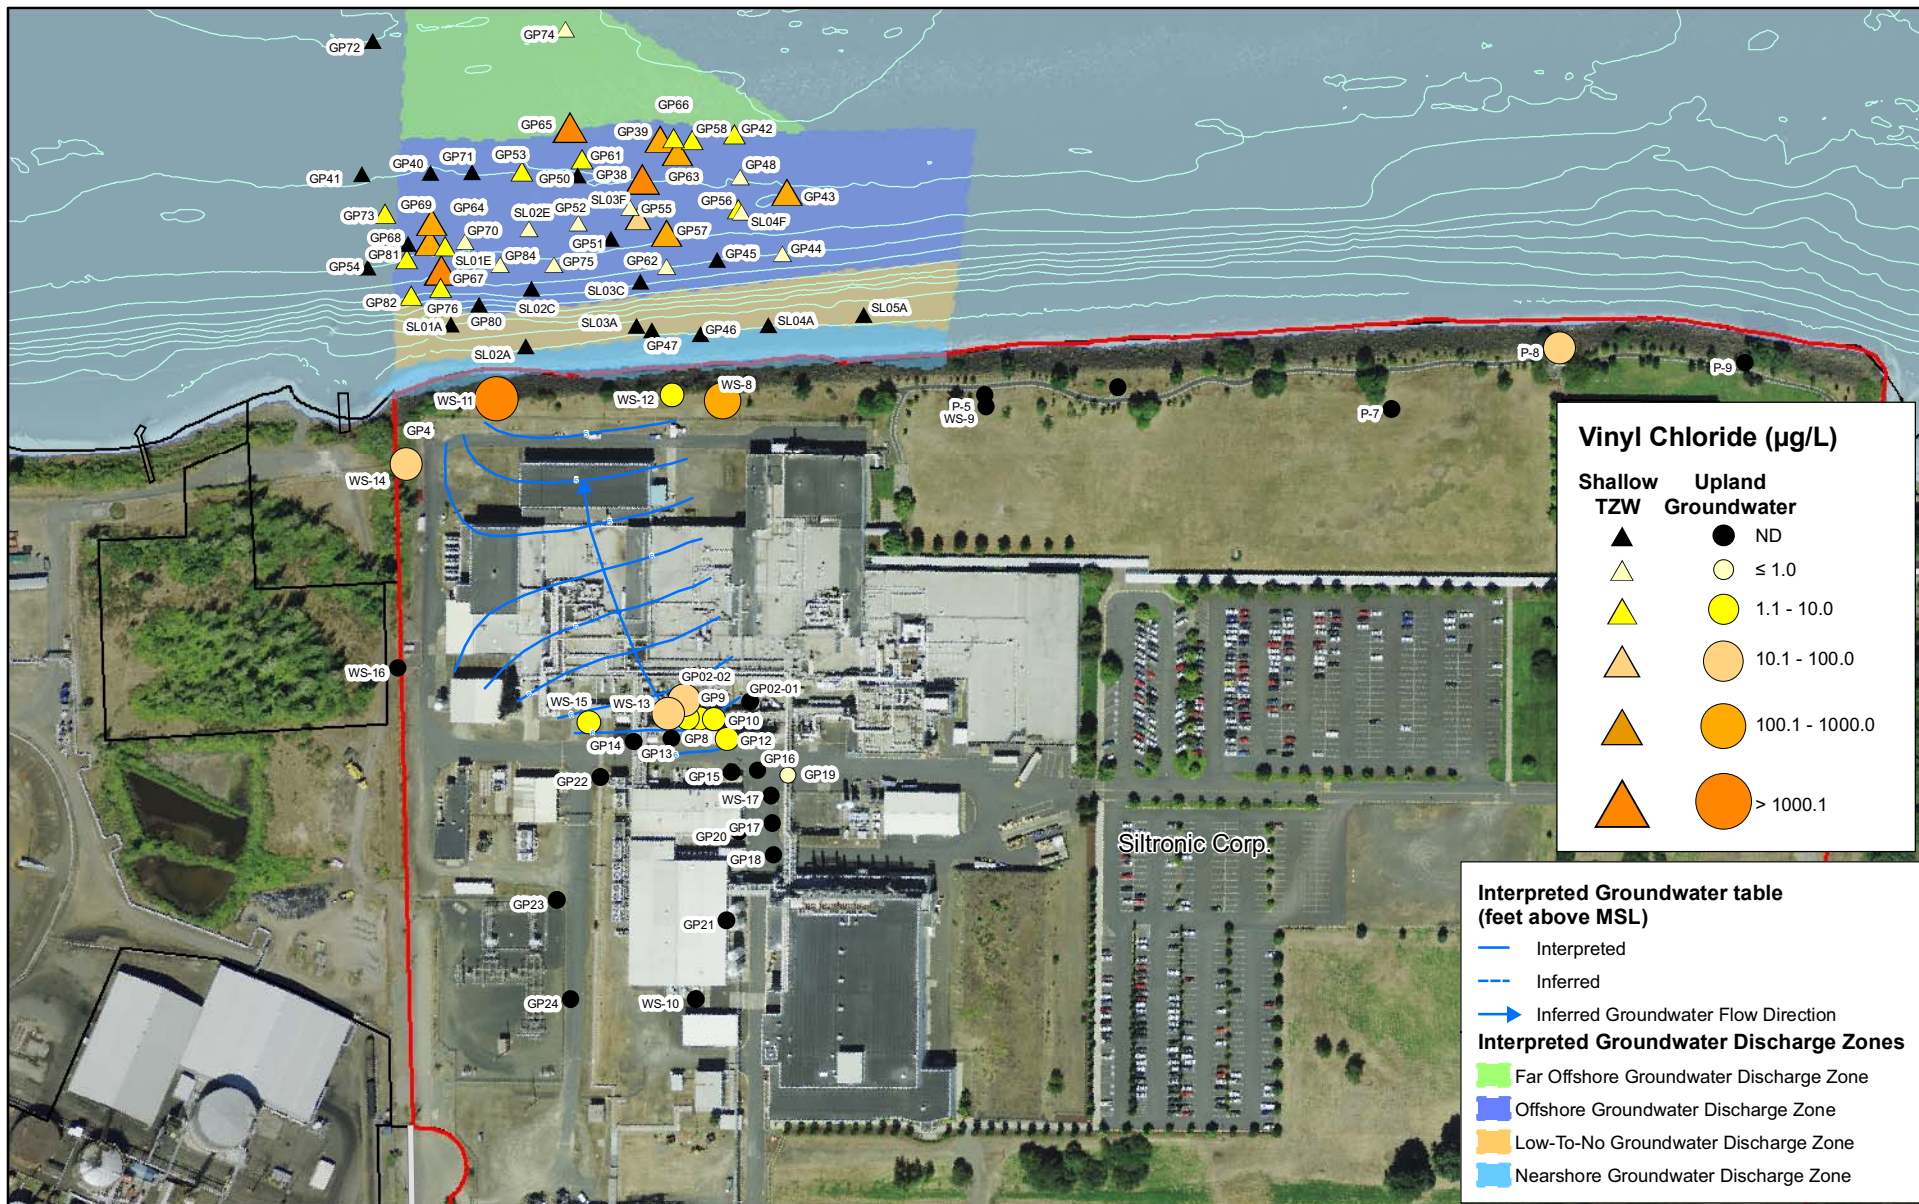 GP74
GP72
GP66
GP65
GP39
GP58
GP42
GP53
GP61
GP40
GP71
GP48
GP41
GP50
GP38
GP63
GP43
GP69
GP64
SL03F
GP52
GP55
GP56
GP73
SL02E
SL04F
GP68
GP70
GP51
GP57
GP81
SL01E
GP84
GP75
GP62
GP45
GP44
GP54
GP67
GP82
GP76
GP80
SL02C
SL03C
SL01A
SL03A
GP46
SL04A
SL05A
GP47
SL02A
P-8
P-9
WS-8
WS-11
WS-12
P-5
WS-9
P-7
GP4
WS-14
WS-16
GP02-02
GP02-01
WS-15
WS-13
GP9
GP10
GP14
GP13
GP8
GP12
GP16
GP22
GP15
GP19
WS-17
GP17
GP20
GP18
Siltronic Corp.
GP23
GP21
GP24
WS-10
Vinyl Chloride (µg/L)
Shallow Upland
TZW Groundwater
ND
≤ 1.0
1.1 - 10.0
10.1 - 100.0
100.1 - 1000.0
> 1000.1
Interpreted Groundwater table
(feet above MSL)
Interpreted
Inferred
Inferred Groundwater Flow Direction
Interpreted Groundwater Discharge Zones
Far Offshore Groundwater Discharge Zone
Offshore Groundwater Discharge Zone
Low-To-No Groundwater Discharge Zone
Nearshore Groundwater Discharge Zone